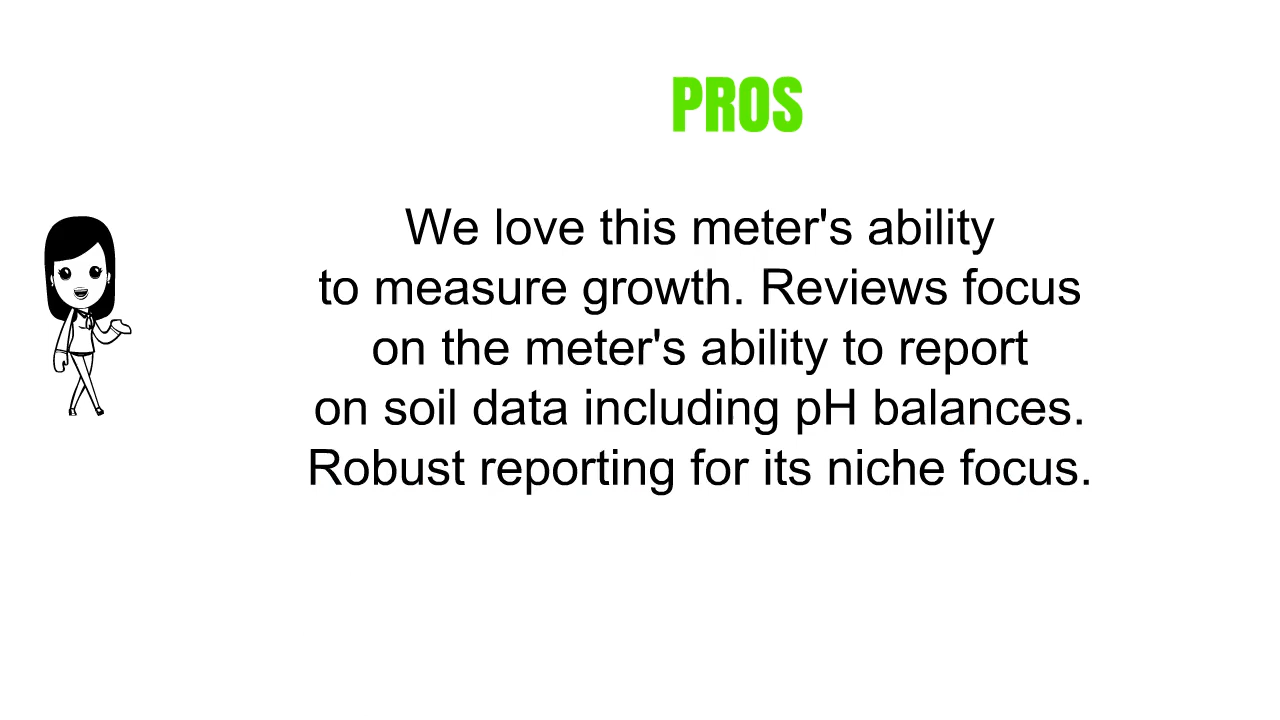 PROS
We love this meter's ability
to measure growth. Reviews focus
on the meter's ability to report
on soil data including pH balances.
Robust reporting for its niche focus.